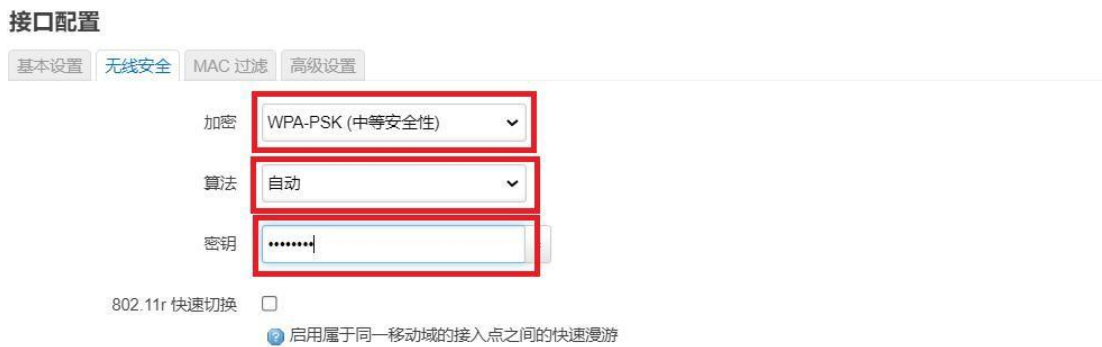 接口配置
基本设置 无线安全 MAC 过滤 高级设置
加密 WPA-PSK (中等安全性)
算法 自动
密钥 ••••••••
802.11r 快速切换
启用属于同一移动域的接入点之间的快速漫游